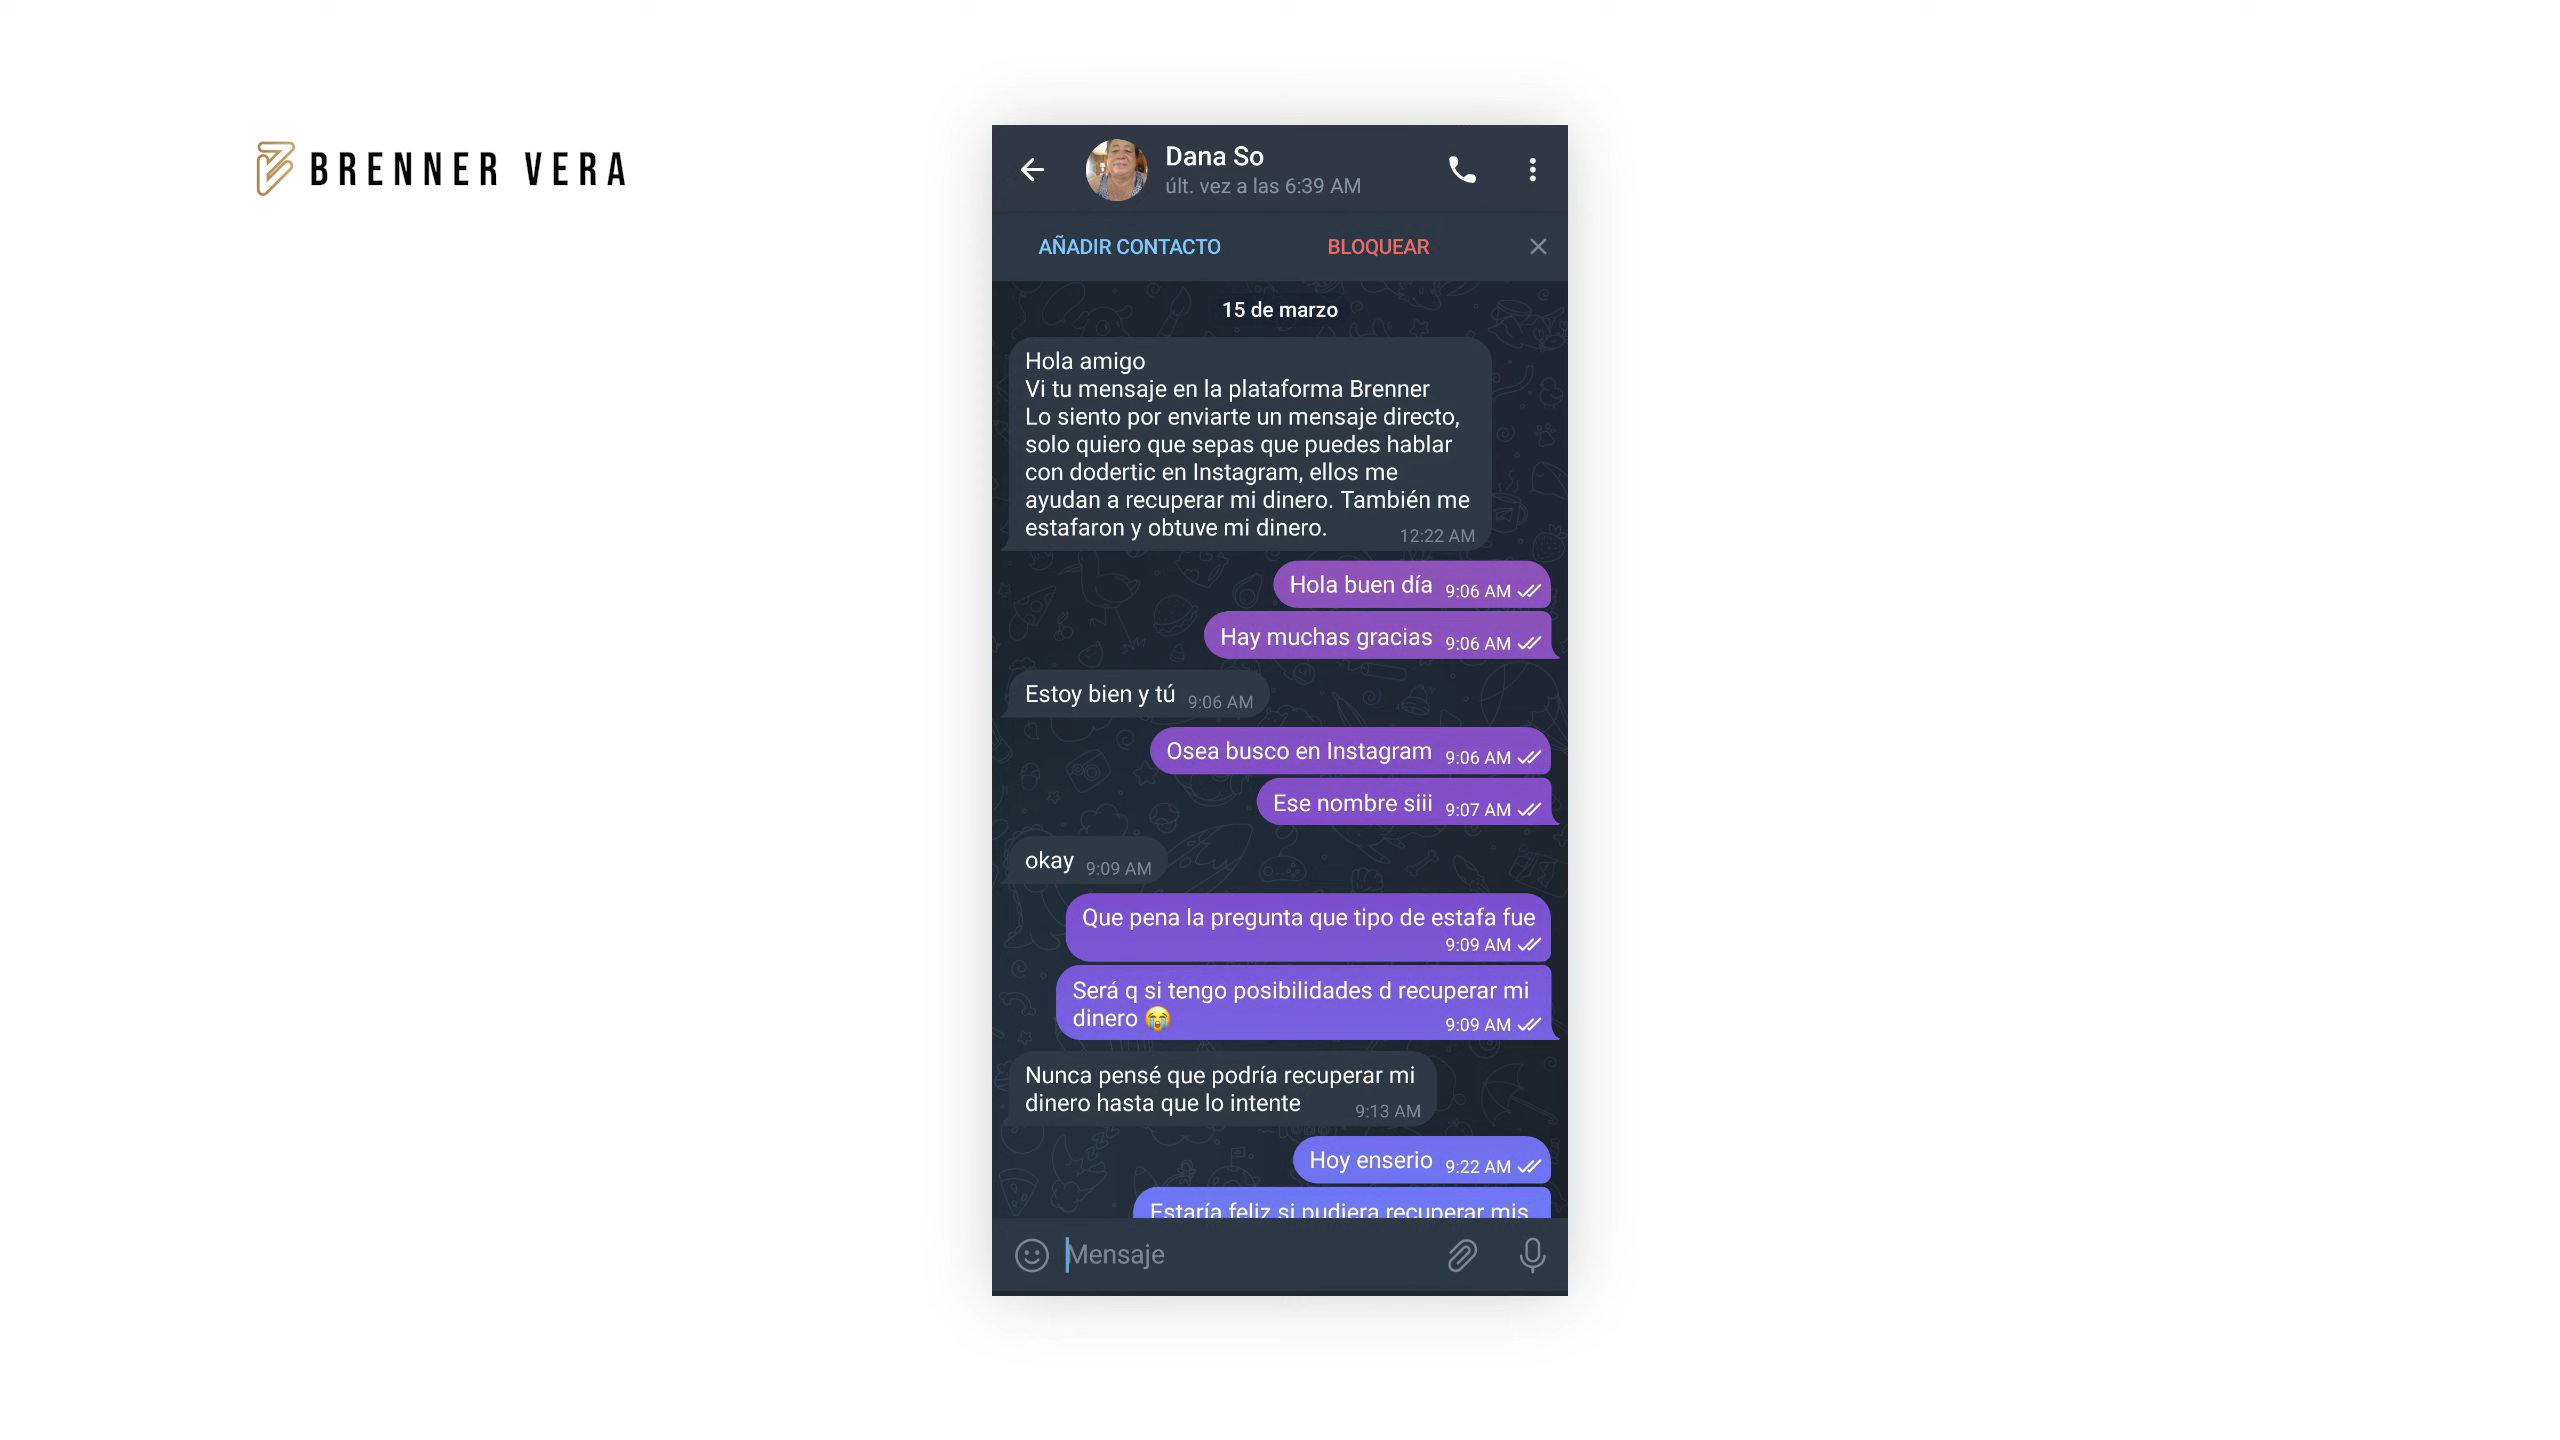 BRENNER VERA
Dana So
últ. vez a las 6:39 AM
AÑADIR CONTACTO
BLOQUEAR
15 de marzo
Hola amigo
Vi tu mensaje en la plataforma Brenner
Lo siento por enviarte un mensaje directo,
solo quiero que sepas que puedes hablar
con dodertic en Instagram, ellos me
ayudan a recuperar mi dinero. También me
estafaron y obtuve mi dinero.
12:22 AM
Hola buen día 9:06 AM
Hay muchas gracias 9:06 AM
Estoy bien y tú 9:06 AM
Osea busco en Instagram 9:06 AM
Ese nombre siii 9:07 AM
okay 9:09 AM
Que pena la pregunta que tipo de estafa fue
9:09 AM
Será q si tengo posibilidades d recuperar mi
dinero 😭 9:09 AM
Nunca pensé que podría recuperar mi
dinero hasta que lo intente 9:13 AM
Hoy enserio 9:22 AM
Estaría feliz si pudiera recuperar mis
Mensaje